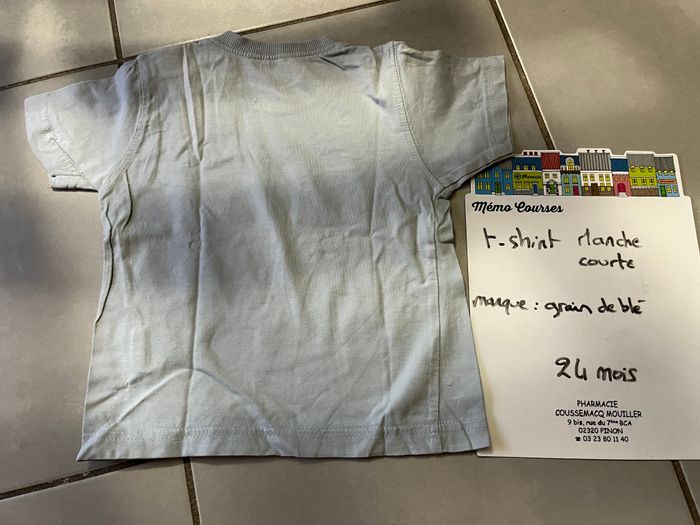 Pharmacie
Mémo Courses
t-shirt manche
courte
marque : grain de blé
24 mois
PHARMACIE
COUSSEMACQ MOUILLER
9 bis, rue du 7ème BCA
02320 PINON
☎ 03 23 80 11 40